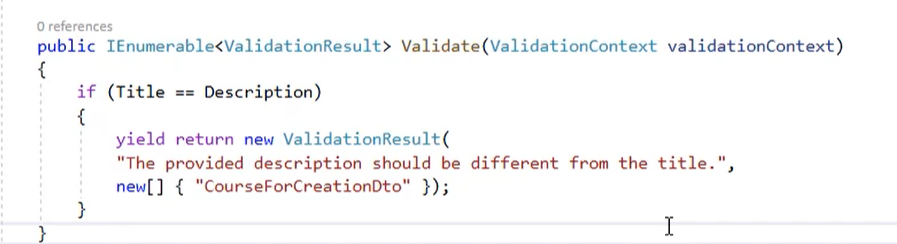 0 references
public IEnumerable<ValidationResult> Validate(ValidationContext validationContext)
{
if (Title == Description)
{
yield return new ValidationResult(
"The provided description should be different from the title.",
new[] { "CourseForCreationDto" });
}
}